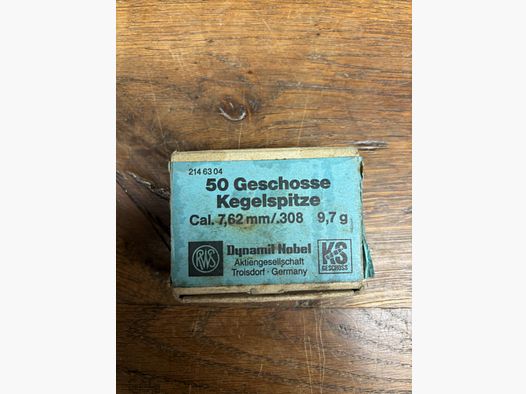 214 63 04
50 Geschosse
Kegelspitze
Cal. 7,62 mm/.308 9,7 g
RWS
Dynamit Nobel
Aktiengesellschaft
Troisdorf · Germany
KS
GESCHOSS